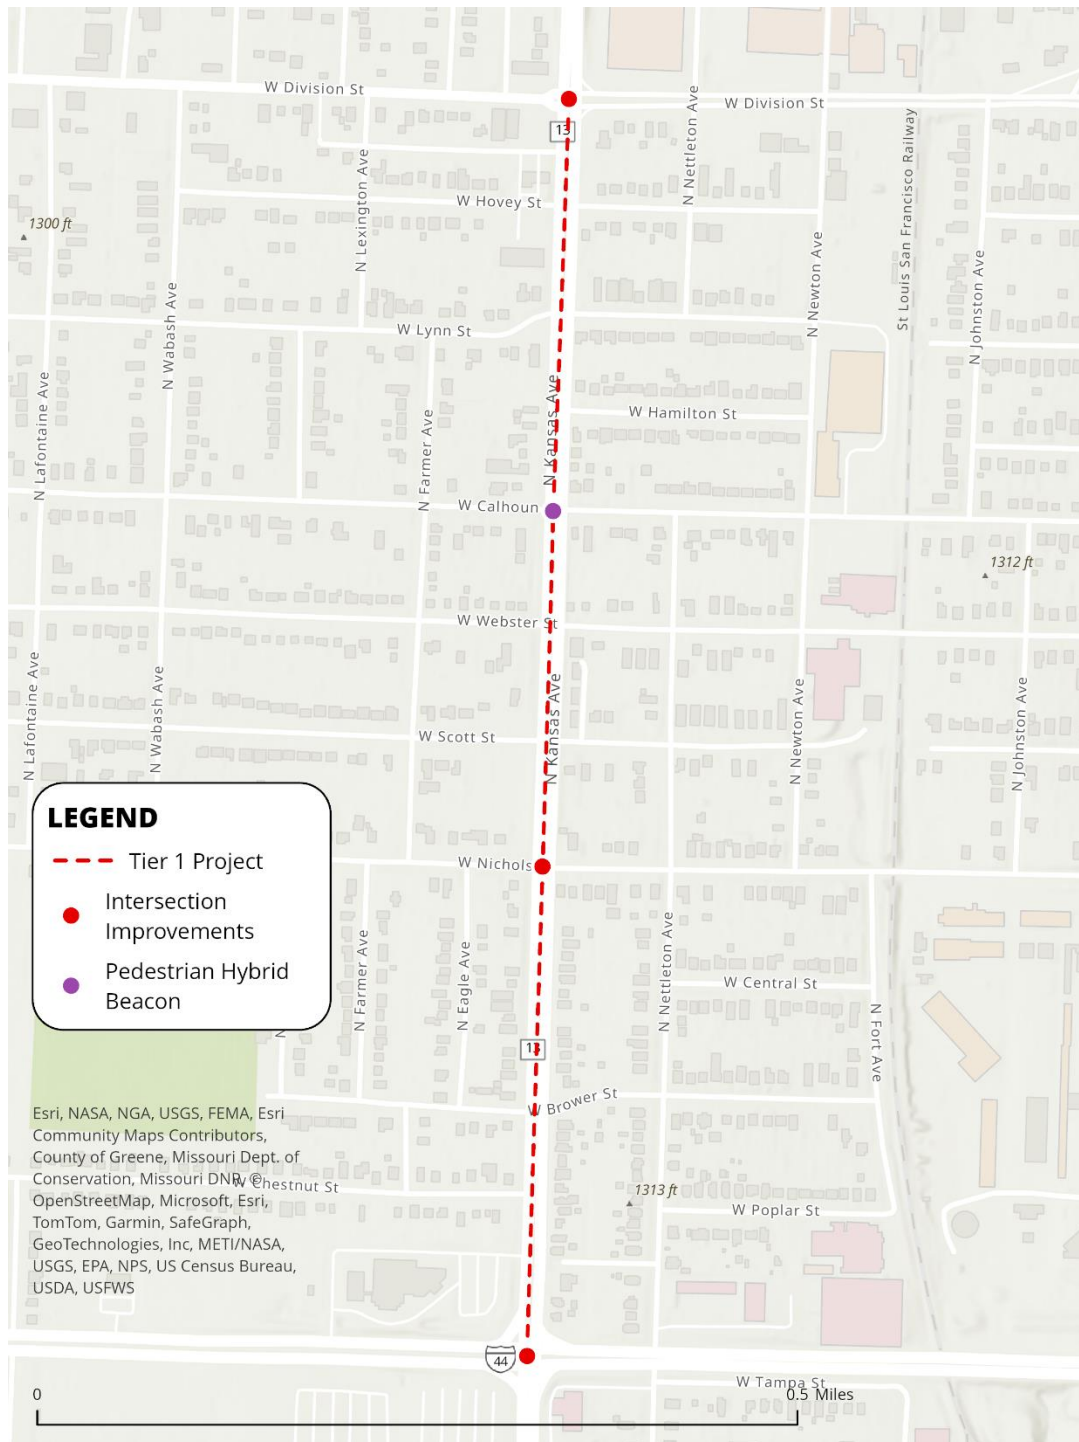 W Division St
W Division St
13
N Nettleton Ave
St Louis San Francisco Railway
N Lexington Ave
W Hovey St
1300 ft
N Newton Ave
N Johnston Ave
N Wabash Ave
W Lynn St
N Lafontaine Ave
N Kansas Ave
W Hamilton St
N Farmer Ave
W Calhoun
1312 ft
W Webster St
N Lafontaine Ave
N Wabash Ave
N Kansas Ave
N Newton Ave
N Johnston Ave
W Scott St
LEGEND
Tier 1 Project
Intersection
Improvements
Pedestrian Hybrid
Beacon
W Nichols
N Farmer Ave
N Eagle Ave
N Nettleton Ave
W Central St
N Fort Ave
N
13
W Brower St
Esri, NASA, NGA, USGS, FEMA, Esri
Community Maps Contributors,
County of Greene, Missouri Dept. of
Conservation, Missouri DNR, ©
OpenStreetMap, Microsoft, Esri,
TomTom, Garmin, SafeGraph,
GeoTechnologies, Inc, METI/NASA,
USGS, EPA, NPS, US Census Bureau,
USDA, USFWS
W Chestnut St
1313 ft
W Poplar St
44
W Tampa St
0
0.5 Miles